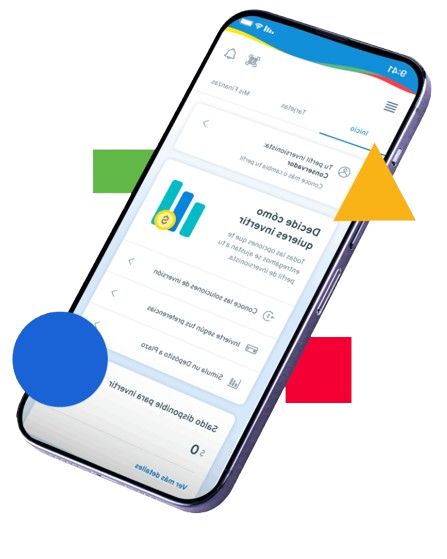 9:41
Inicio
Tarjetas
Mis Finanzas
Tu perfil inversionista:
Conservador
Conoce más o cambia tu perfil
Decide cómo
quieres invertir
Todas las opciones que te
entregamos se ajustan a tu
perfil de inversionista.
Conoce las soluciones de inversión
Invierte según tus preferencias
Simula un Depósito a Plazo
Saldo disponible para invertir
$ 0
Ver más detalles